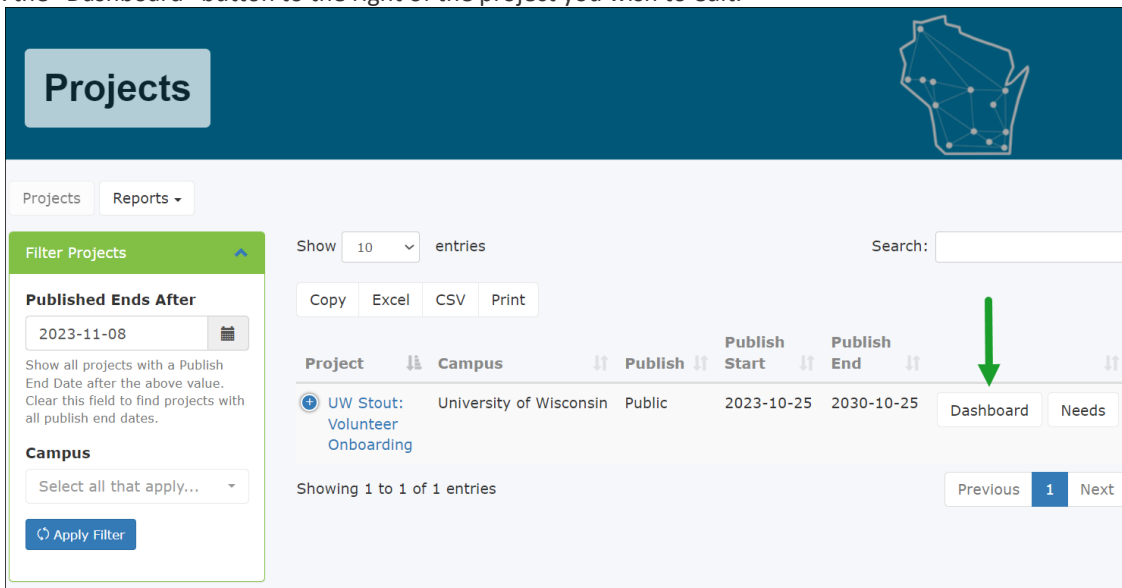 the "Dashboard" button to the right of the project you wish to edit.
Projects
Projects Reports
Filter Projects
Published Ends After
2023-11-08
Show all projects with a Publish
End Date after the above value.
Clear this field to find projects with
all publish end dates.
Campus
Select all that apply...
Apply Filter
Show 10 entries
Search:
Copy Excel CSV Print
Project Campus Publish Publish Start Publish End
UW Stout: Volunteer Onboarding University of Wisconsin Public 2023-10-25 2030-10-25 Dashboard Needs
Showing 1 to 1 of 1 entries
Previous 1 Next